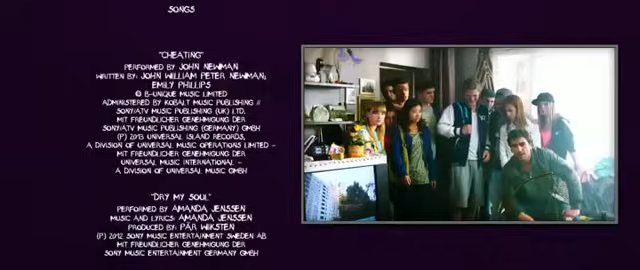 SONGS
"CHEATING"
PERFORMED BY JOHN NEWMAN
WRITTEN BY: JOHN WILLIAM PETER NEWMAN;
EMILY PHILLIPS
© B-UNIQUE MUSIC LIMITED
ADMINISTERED BY KOBALT MUSIC PUBLISHING //
SONY/ATV MUSIC PUBLISHING (UK) LTD.
MIT FREUNDLICHER GENEHMIGUNG DER
SONY/ATV MUSIC PUBLISHING (GERMANY) GMBH
(P) 2013 UNIVERSAL ISLAND RECORDS,
A DIVISION OF UNIVERSAL MUSIC OPERATIONS LIMITED –
MIT FREUNDLICHER GENEHMIGUNG DER
UNIVERSAL MUSIC INTERNATIONAL –
A DIVISION OF UNIVERSAL MUSIC GMBH
"DRY MY SOUL"
PERFORMED BY AMANDA JENSSEN
MUSIC AND LYRICS: AMANDA JENSSEN
PRODUCED BY: PÄR WIKSTEN
(P) 2012 SONY MUSIC ENTERTAINMENT SWEDEN AB
MIT FREUNDLICHER GENEHMIGUNG DER
SONY MUSIC ENTERTAINMENT GERMANY GMBH